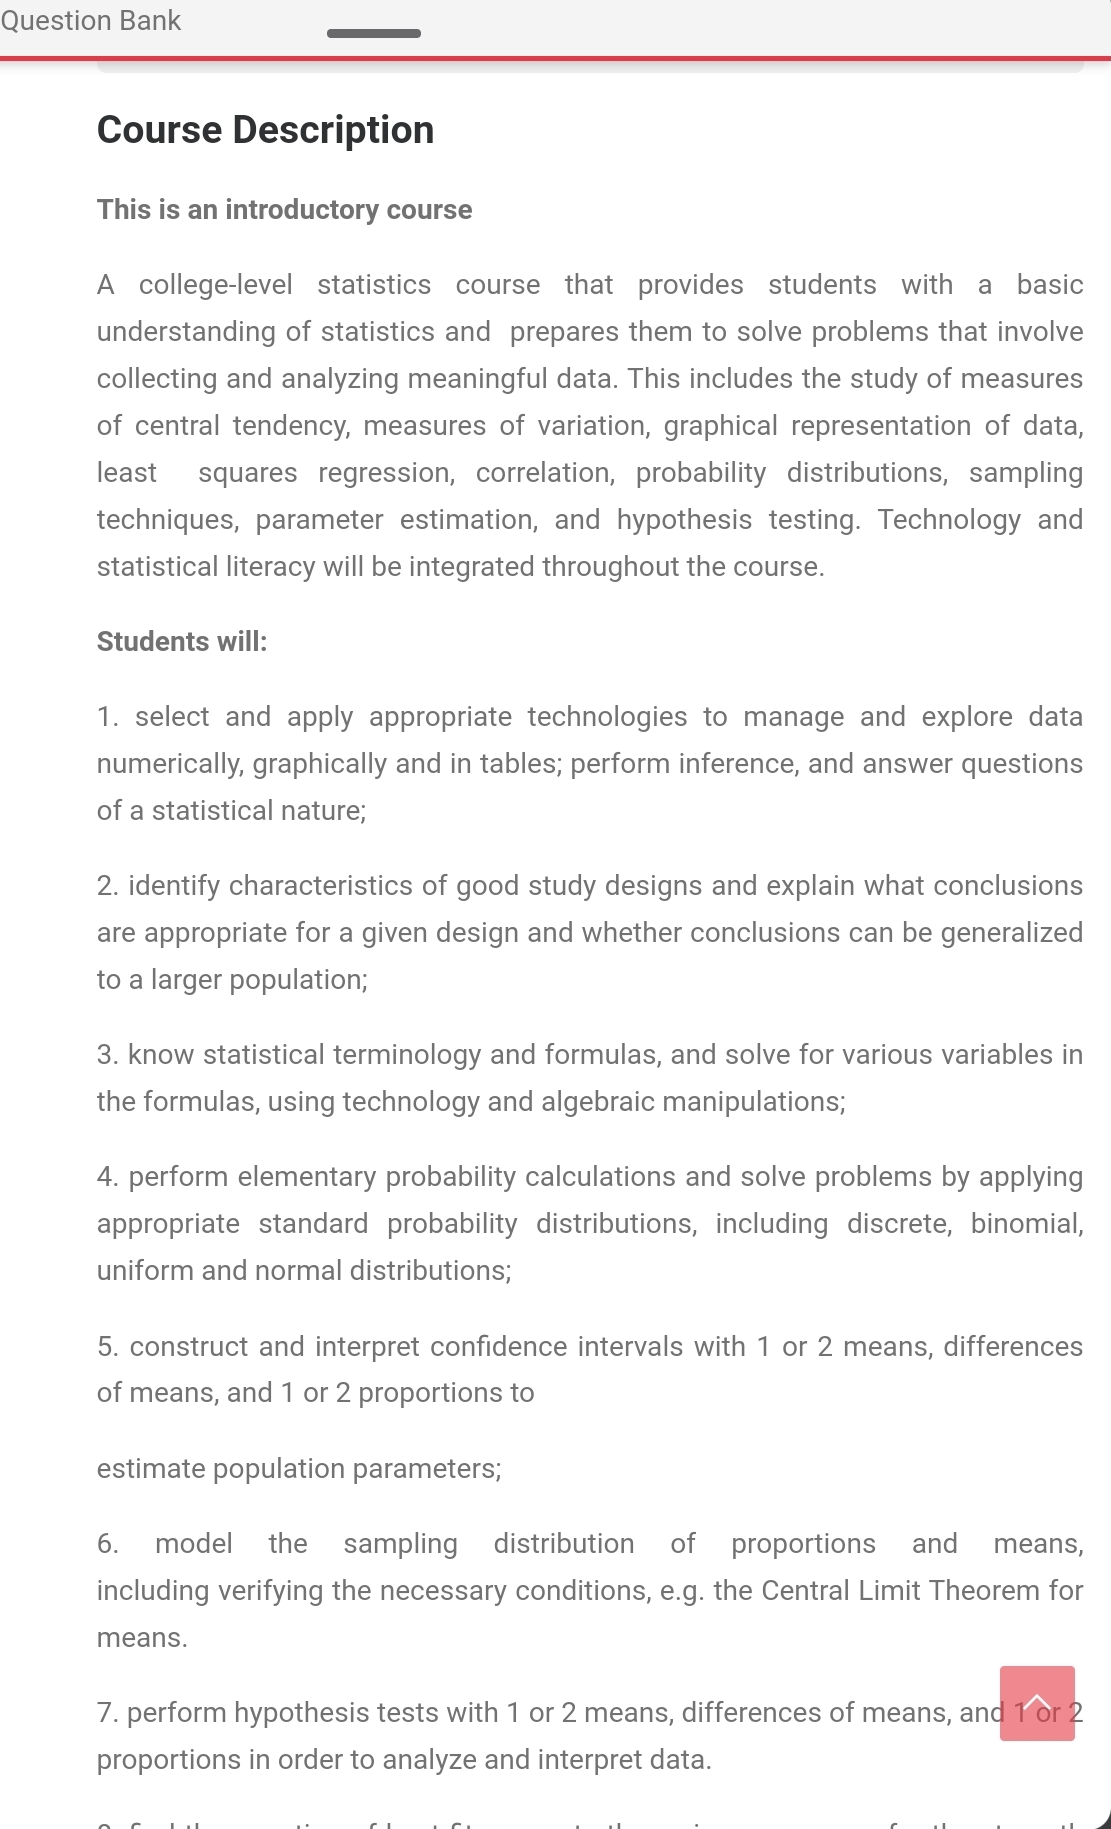 Question Bank
Course Description
This is an introductory course
A college-level statistics course that provides students with a basic
understanding of statistics and prepares them to solve problems that involve
collecting and analyzing meaningful data. This includes the study of measures
of central tendency, measures of variation, graphical representation of data,
least squares regression, correlation, probability distributions, sampling
techniques, parameter estimation, and hypothesis testing. Technology and
statistical literacy will be integrated throughout the course.
Students will:
1. select and apply appropriate technologies to manage and explore data
numerically, graphically and in tables; perform inference, and answer questions
of a statistical nature;
2. identify characteristics of good study designs and explain what conclusions
are appropriate for a given design and whether conclusions can be generalized
to a larger population;
3. know statistical terminology and formulas, and solve for various variables in
the formulas, using technology and algebraic manipulations;
4. perform elementary probability calculations and solve problems by applying
appropriate standard probability distributions, including discrete, binomial,
uniform and normal distributions;
5. construct and interpret confidence intervals with 1 or 2 means, differences
of means, and 1 or 2 proportions to
estimate population parameters;
6. model the sampling distribution of proportions and means,
including verifying the necessary conditions, e.g. the Central Limit Theorem for
means.
7. perform hypothesis tests with 1 or 2 means, differences of means, and 1 or 2
proportions in order to analyze and interpret data.